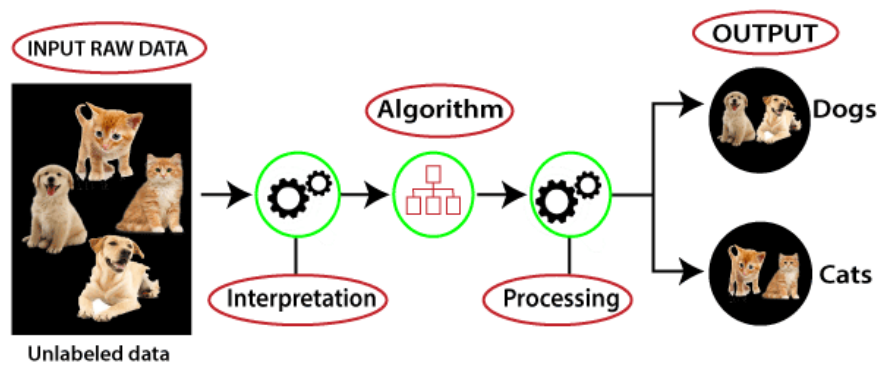 INPUT RAW DATA
Unlabeled data
Interpretation
Algorithm
Processing
OUTPUT
Dogs
Cats